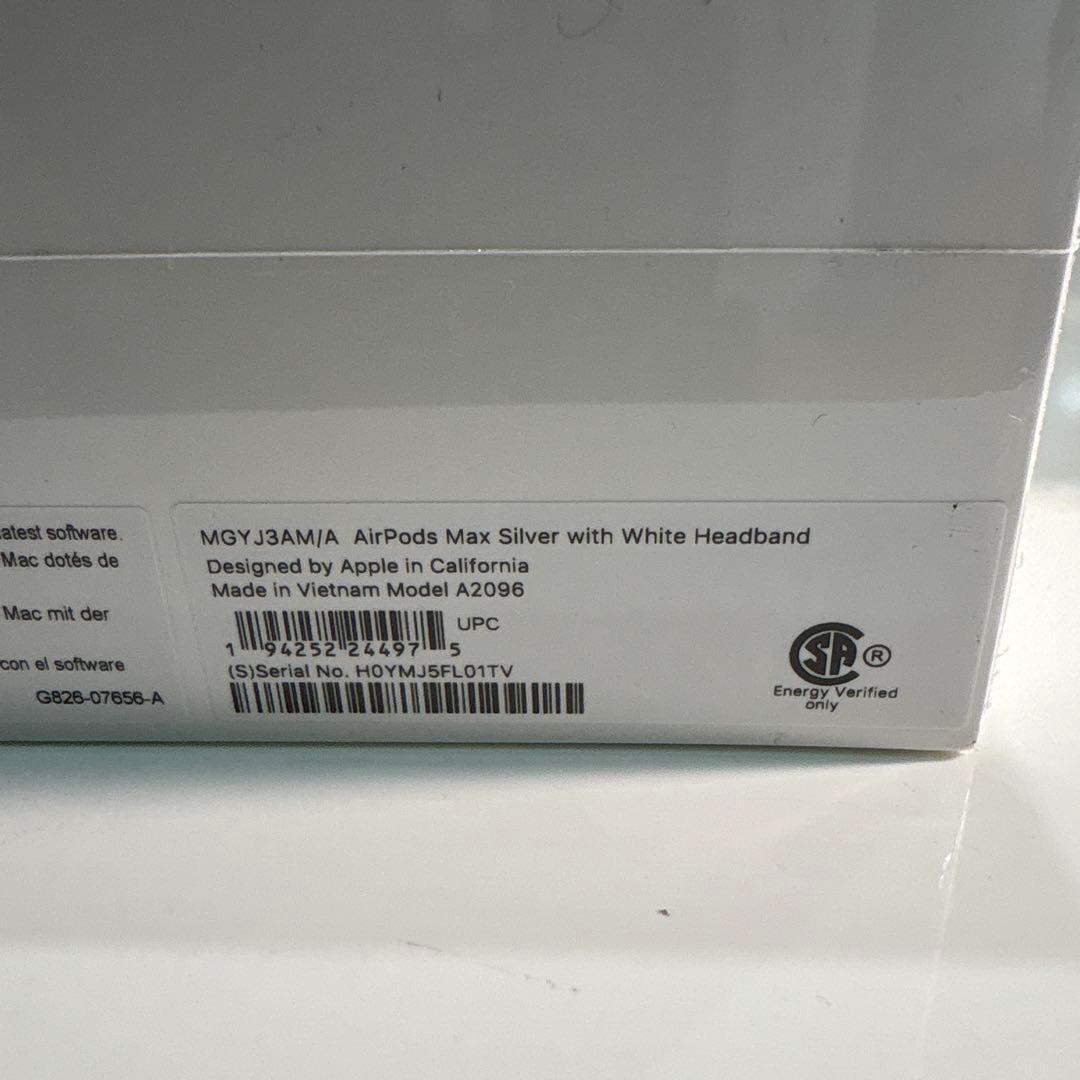 atest software.
Mac dotés de
Mac mit der
con el software
G826-07656-A
MGYJ3AM/A AirPods Max Silver with White Headband
Designed by Apple in California
Made in Vietnam Model A2096
UPC
1 94252 24497 5
(S)Serial No. H0YMJ5FL01TV
SA ®
Energy Verified
only